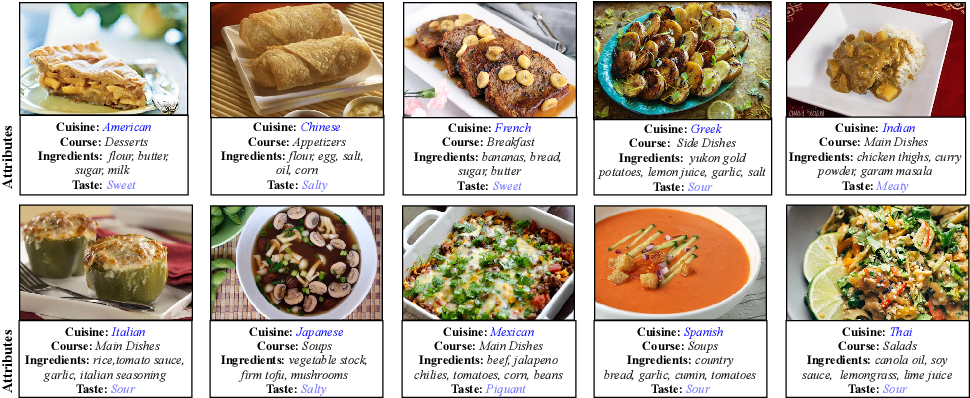 Attributes
Cuisine: American
Course: Desserts
Ingredients: flour, butter,
sugar, milk
Taste: Sweet
Cuisine: Chinese
Course: Appetizers
Ingredients: flour, egg, salt,
oil, corn
Taste: Salty
Cuisine: French
Course: Breakfast
Ingredients: bananas, bread,
sugar, butter
Taste: Sweet
Cuisine: Greek
Course: Side Dishes
Ingredients: yukon gold
potatoes, lemon juice, garlic, salt
Taste: Sour
Cuisine: Indian
Course: Main Dishes
Ingredients: chicken thighs, curry
powder, garam masala
Taste: Meaty
Attributes
Cuisine: Italian
Course: Main Dishes
Ingredients: rice,tomato sauce,
garlic, italian seasoning
Taste: Sour
Cuisine: Japanese
Course: Soups
Ingredients: vegetable stock,
firm tofu, mushrooms
Taste: Salty
Cuisine: Mexican
Course: Main Dishes
Ingredients: beef, jalapeno
chilies, tomatoes, corn, beans
Taste: Piquant
Cuisine: Spanish
Course: Soups
Ingredients: country
bread, garlic, cumin, tomatoes
Taste: Sour
Cuisine: Thai
Course: Salads
Ingredients: canola oil, soy
sauce, lemongrass, lime juice
Taste: Sour